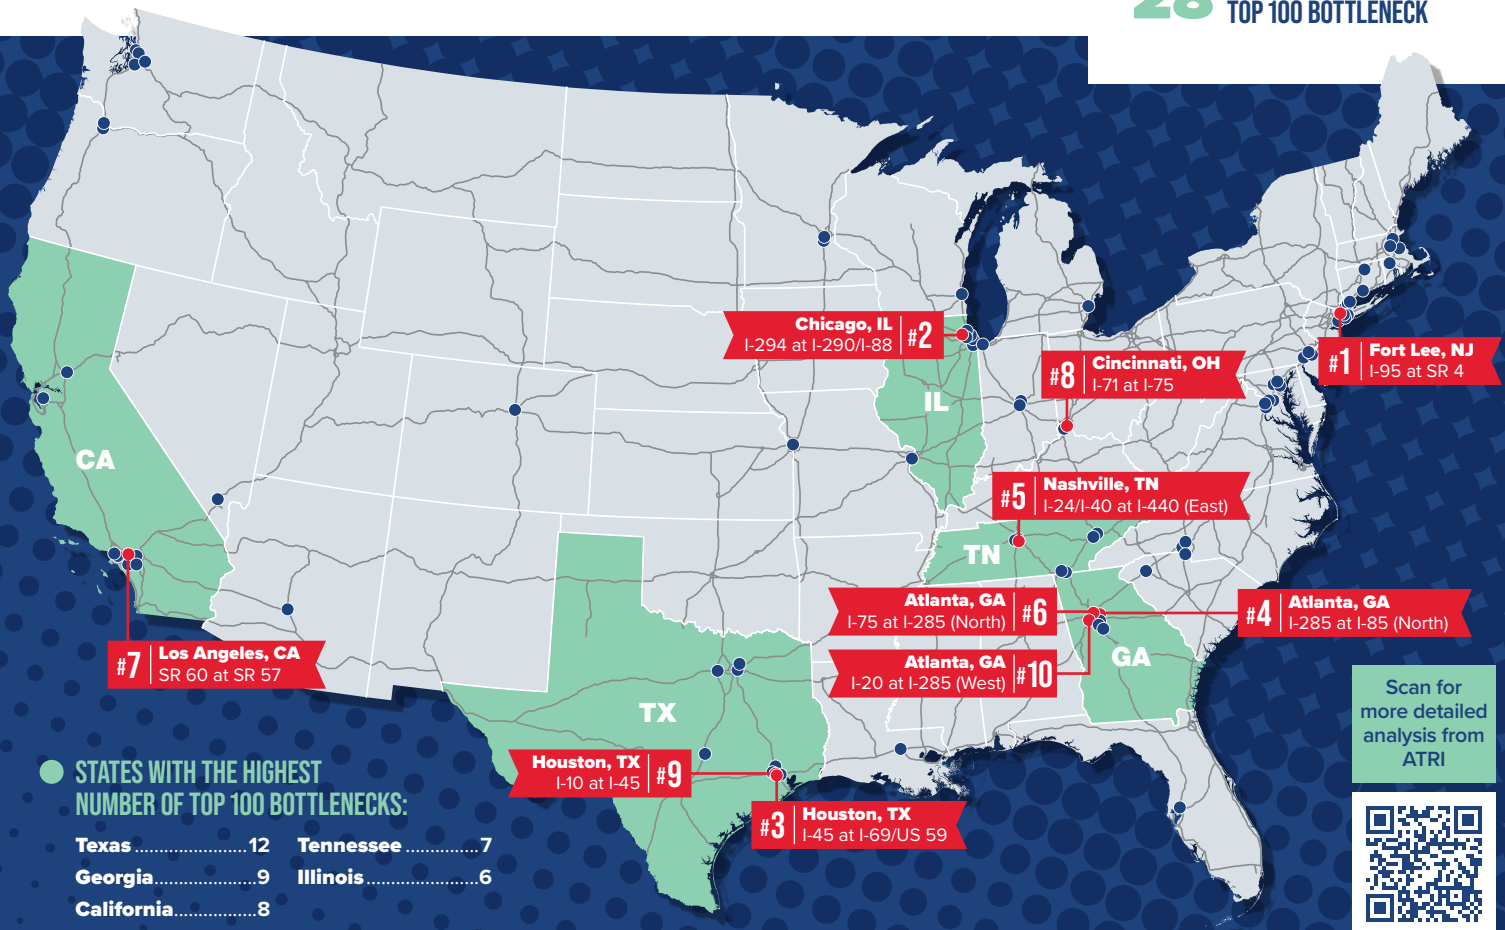 28
TOP 100 BOTTLENECK
Chicago, IL
I-294 at I-290/I-88
#2
#8
Cincinnati, OH
I-71 at I-75
#1
Fort Lee, NJ
I-95 at SR 4
IL
CA
#5
Nashville, TN
I-24/I-40 at I-440 (East)
TN
Atlanta, GA
I-75 at I-285 (North)
#6
#4
Atlanta, GA
I-285 at I-85 (North)
Atlanta, GA
I-20 at I-285 (West)
#10
GA
#7
Los Angeles, CA
SR 60 at SR 57
TX
Houston, TX
I-10 at I-45
#9
#3
Houston, TX
I-45 at I-69/US 59
Scan for
more detailed
analysis from
ATRI
STATES WITH THE HIGHEST
NUMBER OF TOP 100 BOTTLENECKS:
Texas.......................12
Georgia....................9
California................8
Tennessee..............7
Illinois......................6